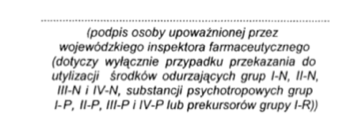 (podpis osoby upoważnionej przez
wojewódzkiego inspektora farmaceutycznego
(dotyczy wyłącznie przypadku przekazania do
utylizacji środków odurzających grup I-N, II-N,
III-N i IV-N, substancji psychotropowych grup
I-P, II-P, III-P i IV-P lub prekursorów grupy I-R))